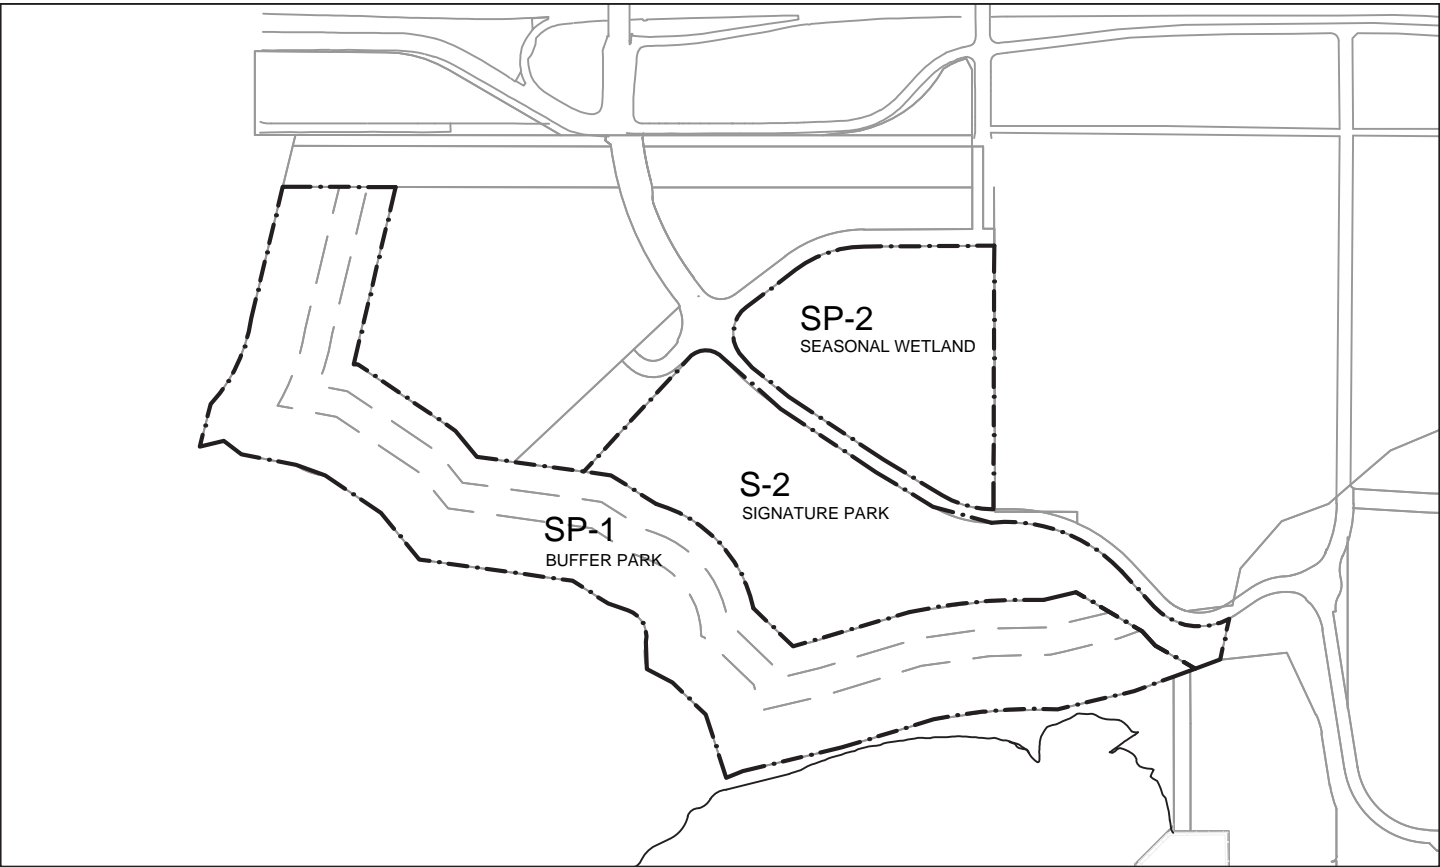 SP-2
SEASONAL WETLAND
S-2
SIGNATURE PARK
SP-1
BUFFER PARK